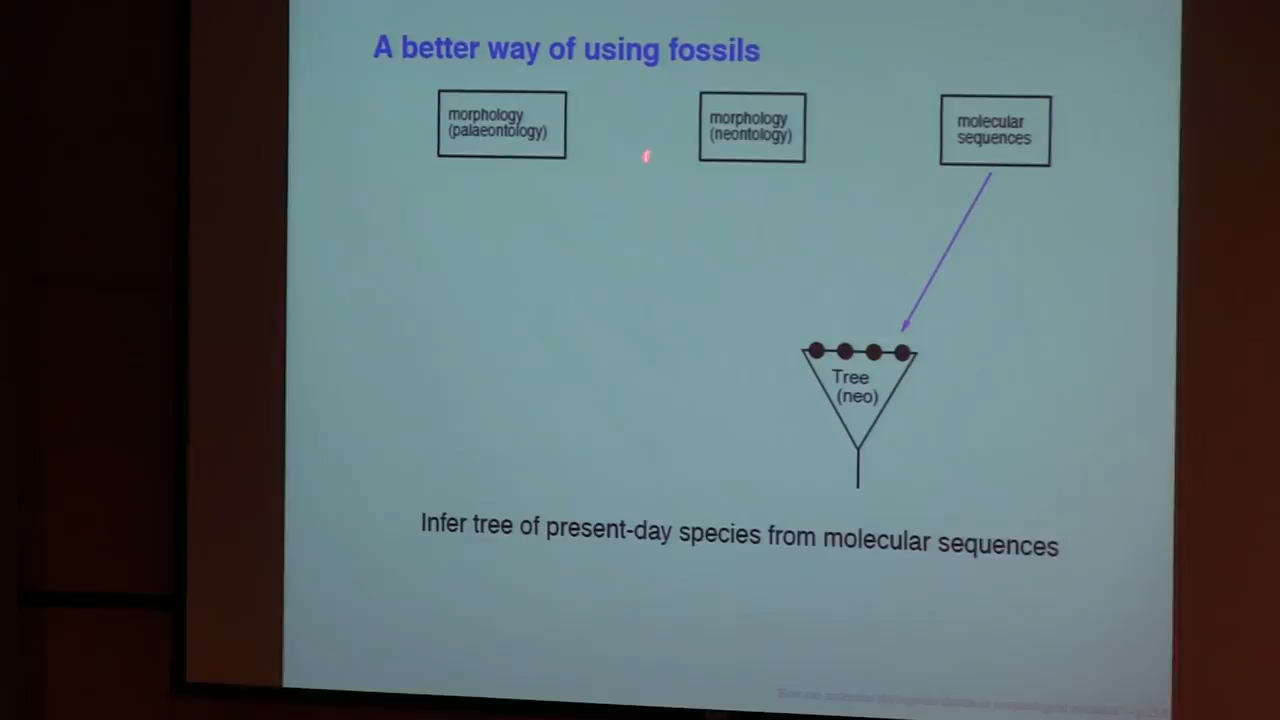 A better way of using fossils
morphology
(palaeontology)
morphology
(neontology)
molecular
sequences
Tree
(neo)
Infer tree of present-day species from molecular sequences